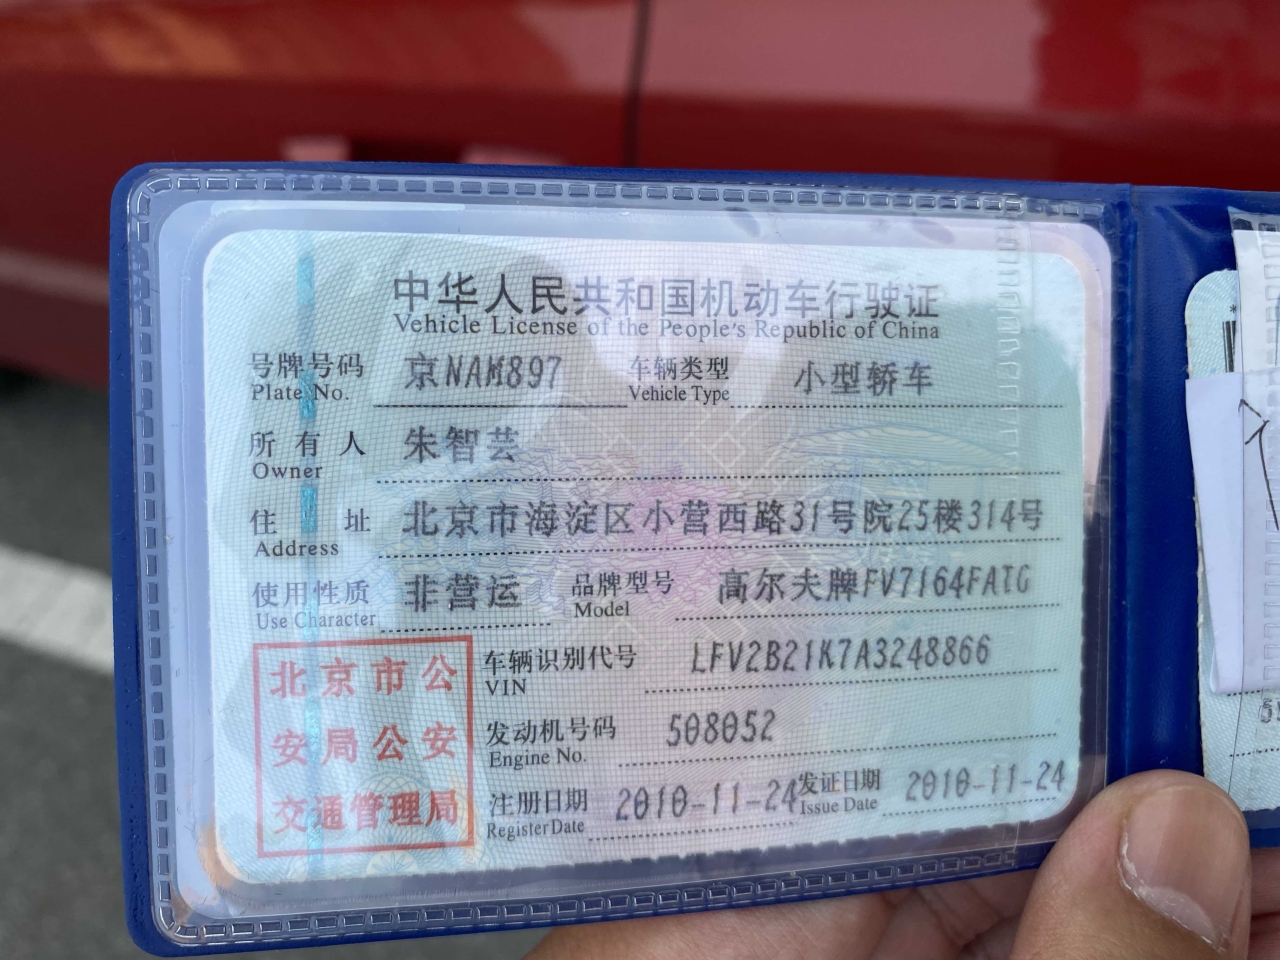 中华人民共和国机动车行驶证
Vehicle License of the People's Republic of China
号牌号码 京NAM897 车辆类型 小型轿车
Plate No. Vehicle Type
所有人 朱智芸
Owner
住址 北京市海淀区小营西路31号院25楼314号
Address
使用性质 非营运 品牌型号 高尔夫牌FV7164FATG
Use Character Model
车辆识别代号 LFV2B21K7A3248866
VIN
发动机号码 508052
Engine No.
注册日期 2010-11-24 发证日期 2010-11-24
Register Date Issue Date
北京市公
安局公安
交通管理局